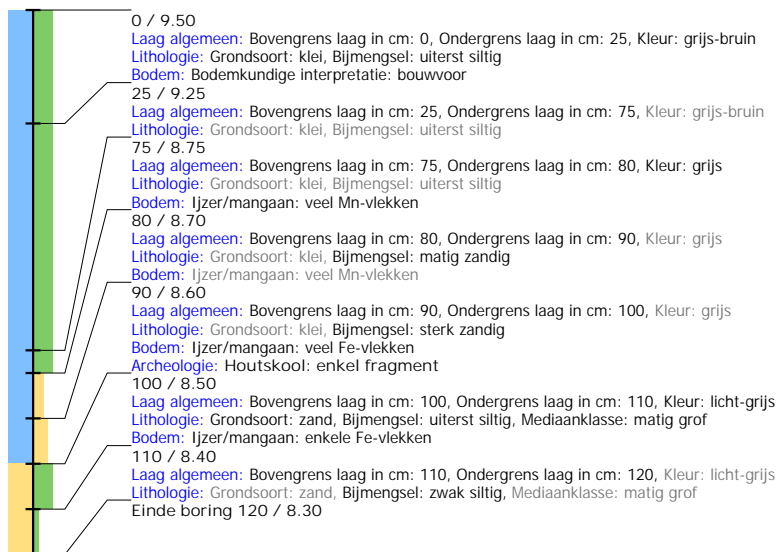 0 / 9.50
Laag algemeen: Bovengrens laag in cm: 0, Ondergrens laag in cm: 25, Kleur: grijs-bruin
Lithologie: Grondsoort: klei, Bijmengsel: uiterst siltig
Bodem: Bodemkundige interpretatie: bouwvoor
25 / 9.25
Laag algemeen: Bovengrens laag in cm: 25, Ondergrens laag in cm: 75, Kleur: grijs-bruin
Lithologie: Grondsoort: klei, Bijmengsel: uiterst siltig
75 / 8.75
Laag algemeen: Bovengrens laag in cm: 75, Ondergrens laag in cm: 80, Kleur: grijs
Lithologie: Grondsoort: klei, Bijmengsel: uiterst siltig
Bodem: Ijzer/mangaan: veel Mn-vlekken
80 / 8.70
Laag algemeen: Bovengrens laag in cm: 80, Ondergrens laag in cm: 90, Kleur: grijs
Lithologie: Grondsoort: klei, Bijmengsel: matig zandig
Bodem: Ijzer/mangaan: veel Mn-vlekken
90 / 8.60
Laag algemeen: Bovengrens laag in cm: 90, Ondergrens laag in cm: 100, Kleur: grijs
Lithologie: Grondsoort: klei, Bijmengsel: sterk zandig
Bodem: Ijzer/mangaan: veel Fe-vlekken
Archeologie: Houtskool: enkel fragment
100 / 8.50
Laag algemeen: Bovengrens laag in cm: 100, Ondergrens laag in cm: 110, Kleur: licht-grijs
Lithologie: Grondsoort: zand, Bijmengsel: uiterst siltig, Mediaanklasse: matig grof
Bodem: Ijzer/mangaan: enkele Fe-vlekken
110 / 8.40
Laag algemeen: Bovengrens laag in cm: 110, Ondergrens laag in cm: 120, Kleur: licht-grijs
Lithologie: Grondsoort: zand, Bijmengsel: zwak siltig, Mediaanklasse: matig grof
Einde boring 120 / 8.30